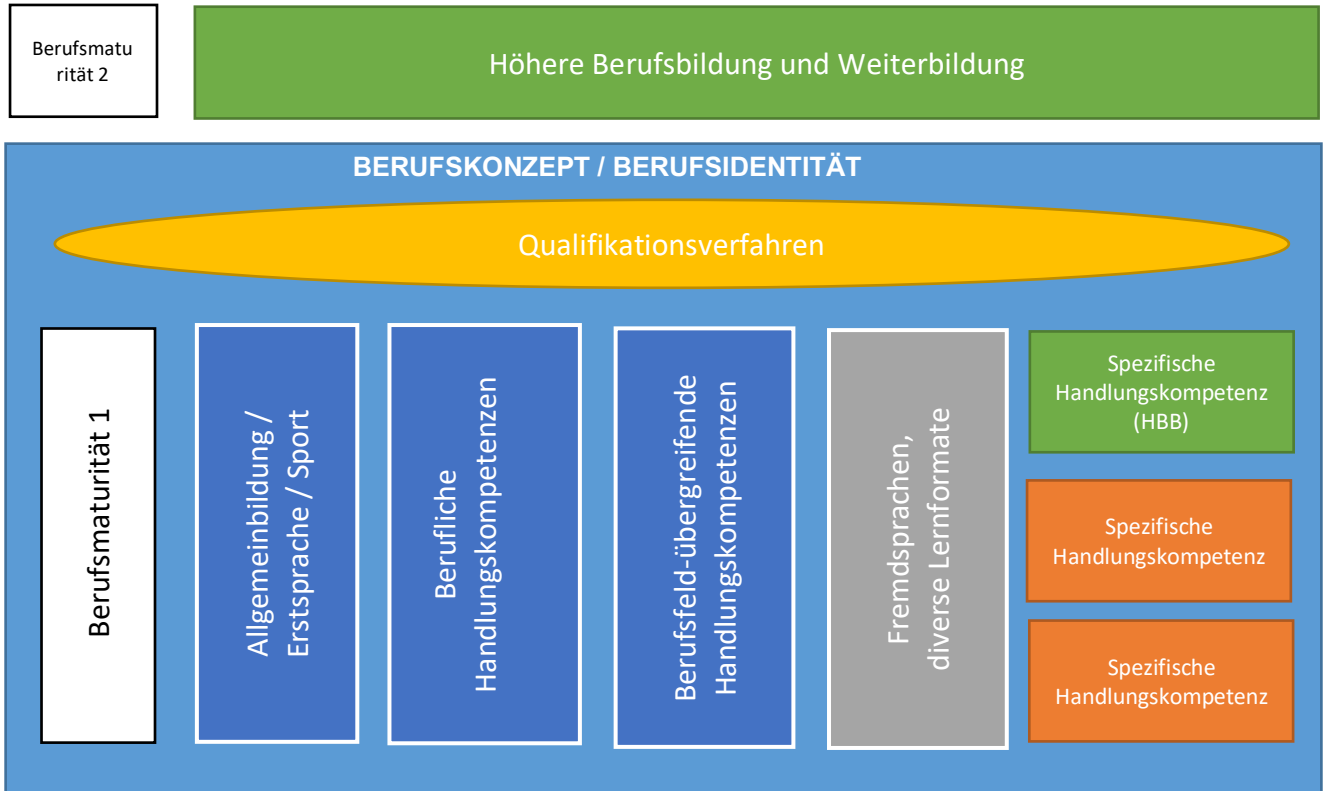 Berufsmatu
rität 2
Höhere Berufsbildung und Weiterbildung
BERUFSKONZEPT / BERUFSIDENTITÄT
Qualifikationsverfahren
Berufsmaturität 1
Allgemeinbildung /
Erstsprache / Sport
Berufliche
Handlungskompetenzen
Berufsfeld-übergreifende
Handlungskompetenzen
Fremdsprachen,
diverse Lernformate
Spezifische
Handlungskompetenz
(HBB)
Spezifische
Handlungskompetenz
Spezifische
Handlungskompetenz